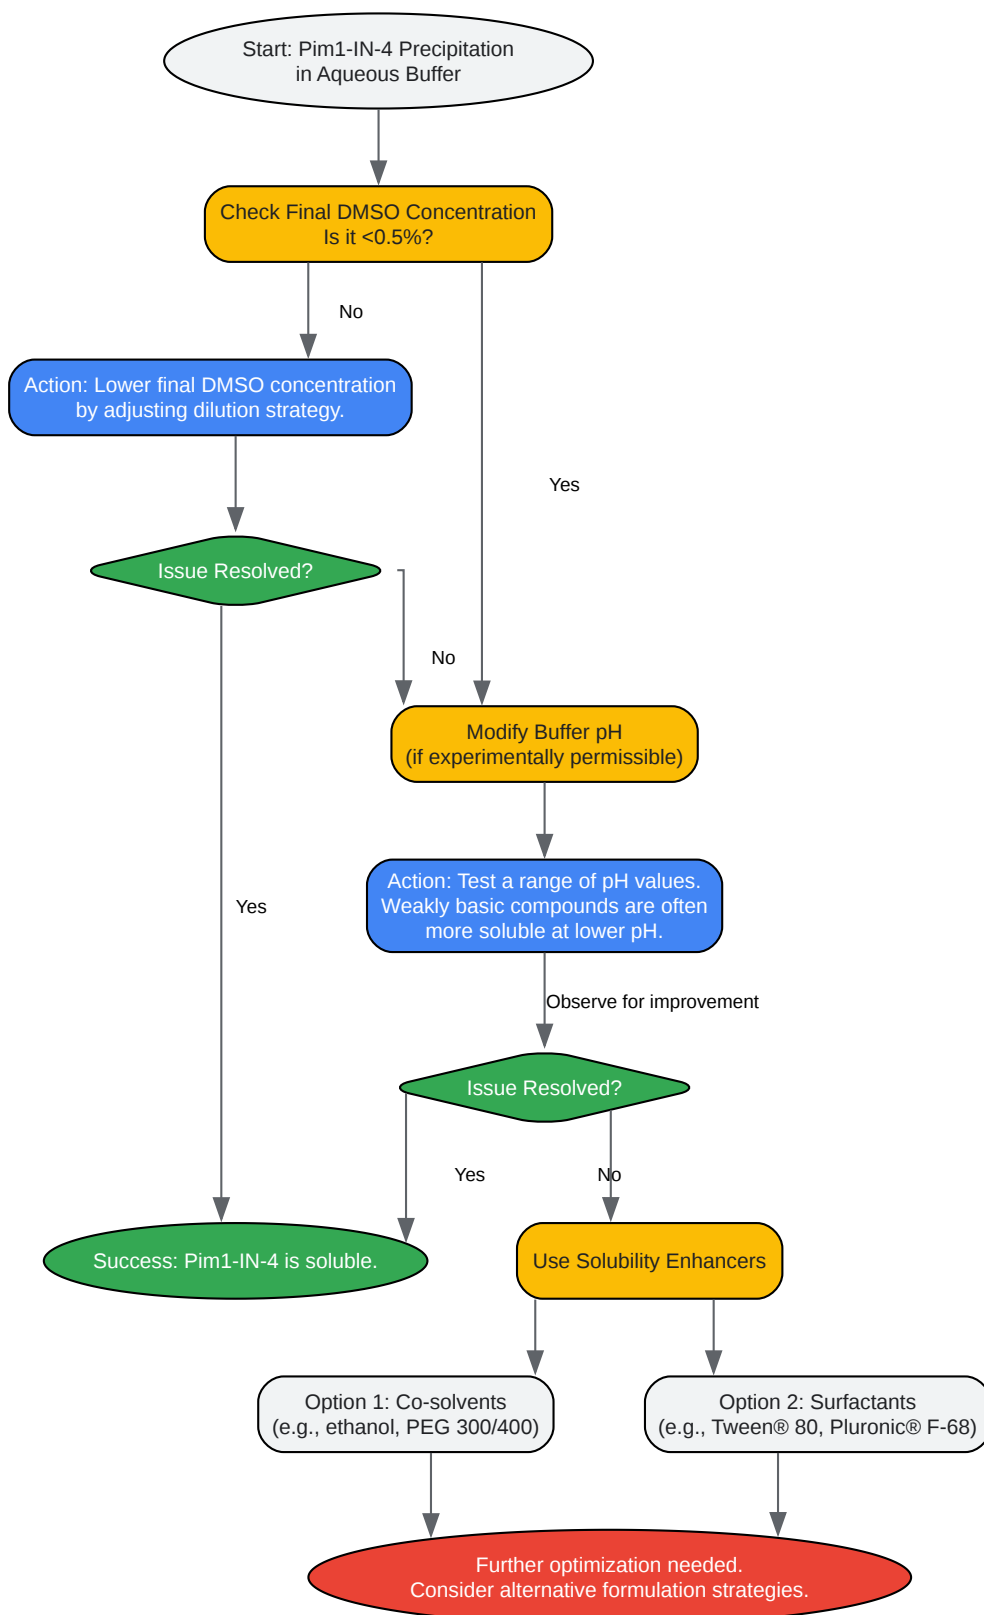 Start: Pim1-IN-4 Precipitation
in Aqueous Buffer
Check Final DMSO Concentration
Is it <0.5%?
No
Action: Lower final DMSO concentration
by adjusting dilution strategy.
Yes
Issue Resolved?
No
Modify Buffer pH
(if experimentally permissible)
Action: Test a range of pH values.
Weakly basic compounds are often
more soluble at lower pH.
Yes
Observe for improvement
Issue Resolved?
Yes
No
Success: Pim1-IN-4 is soluble.
Use Solubility Enhancers
Option 1: Co-solvents
(e.g., ethanol, PEG 300/400)
Option 2: Surfactants
(e.g., Tween® 80, Pluronic® F-68)
Further optimization needed.
Consider alternative formulation strategies.